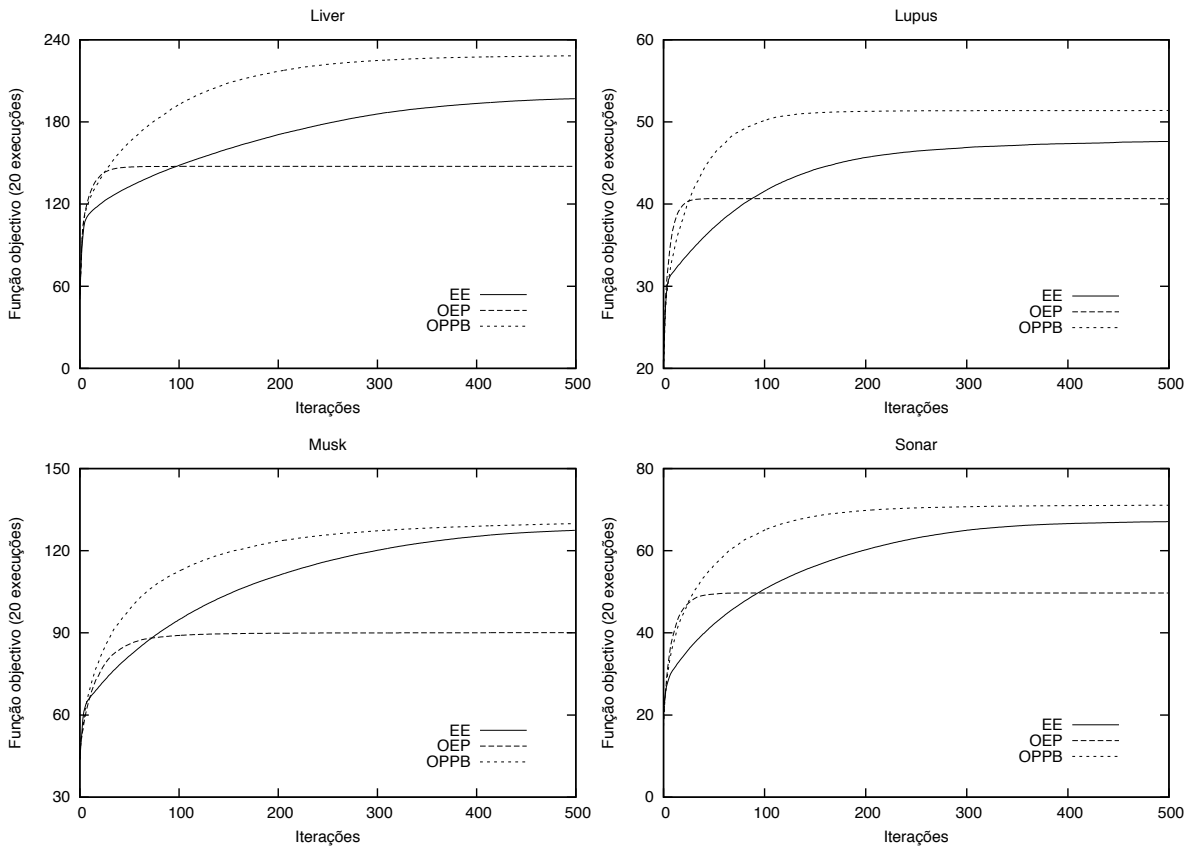 Liver
240
180
120
60
0
Função objectivo (20 execuções)
EE
OEP
OPPB
0 100 200 300 400 500
Iterações
Lupus
60
50
40
30
20
Função objectivo (20 execuções)
EE
OEP
OPPB
0 100 200 300 400 500
Iterações
Musk
150
120
90
60
30
Função objectivo (20 execuções)
EE
OEP
OPPB
0 100 200 300 400 500
Iterações
Sonar
80
60
40
20
0
Função objectivo (20 execuções)
EE
OEP
OPPB
0 100 200 300 400 500
Iterações